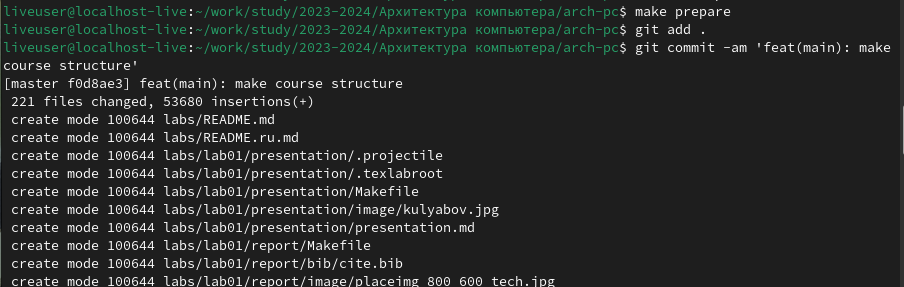 liveuser@localhost-live:~/work/study/2023-2024/Архитектура компьютера/arch-pc$ make prepare
liveuser@localhost-live:~/work/study/2023-2024/Архитектура компьютера/arch-pc$ git add .
liveuser@localhost-live:~/work/study/2023-2024/Архитектура компьютера/arch-pc$ git commit -am 'feat(main): make
course structure'
[master f0d8ae3] feat(main): make course structure
 221 files changed, 53680 insertions(+)
 create mode 100644 labs/README.md
 create mode 100644 labs/README.ru.md
 create mode 100644 labs/lab01/presentation/.projectile
 create mode 100644 labs/lab01/presentation/.texlabroot
 create mode 100644 labs/lab01/presentation/Makefile
 create mode 100644 labs/lab01/presentation/image/kulyabov.jpg
 create mode 100644 labs/lab01/presentation/presentation.md
 create mode 100644 labs/lab01/report/Makefile
 create mode 100644 labs/lab01/report/bib/cite.bib
 create mode 100644 labs/lab01/report/image/placeimg_800_600_tech.jpg